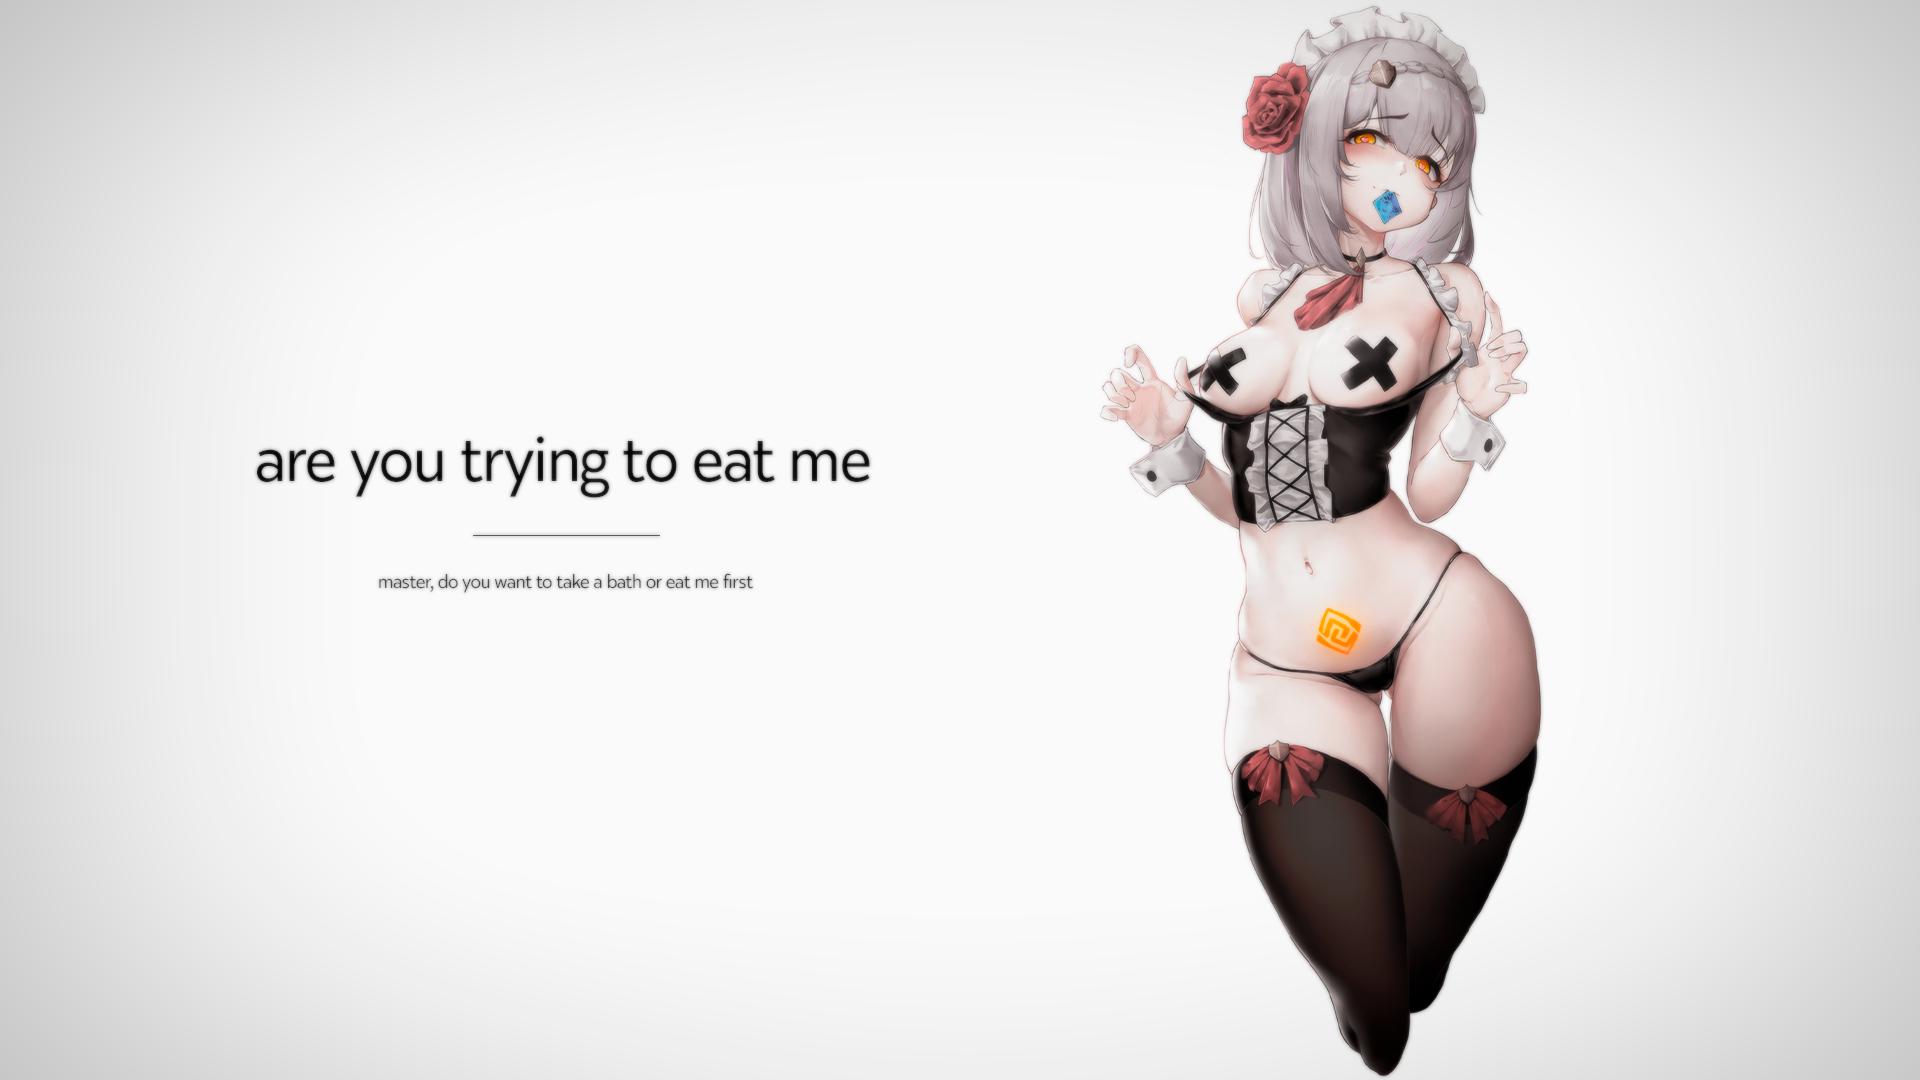 are you trying to eat me
master, do you want to take a bath or eat me first